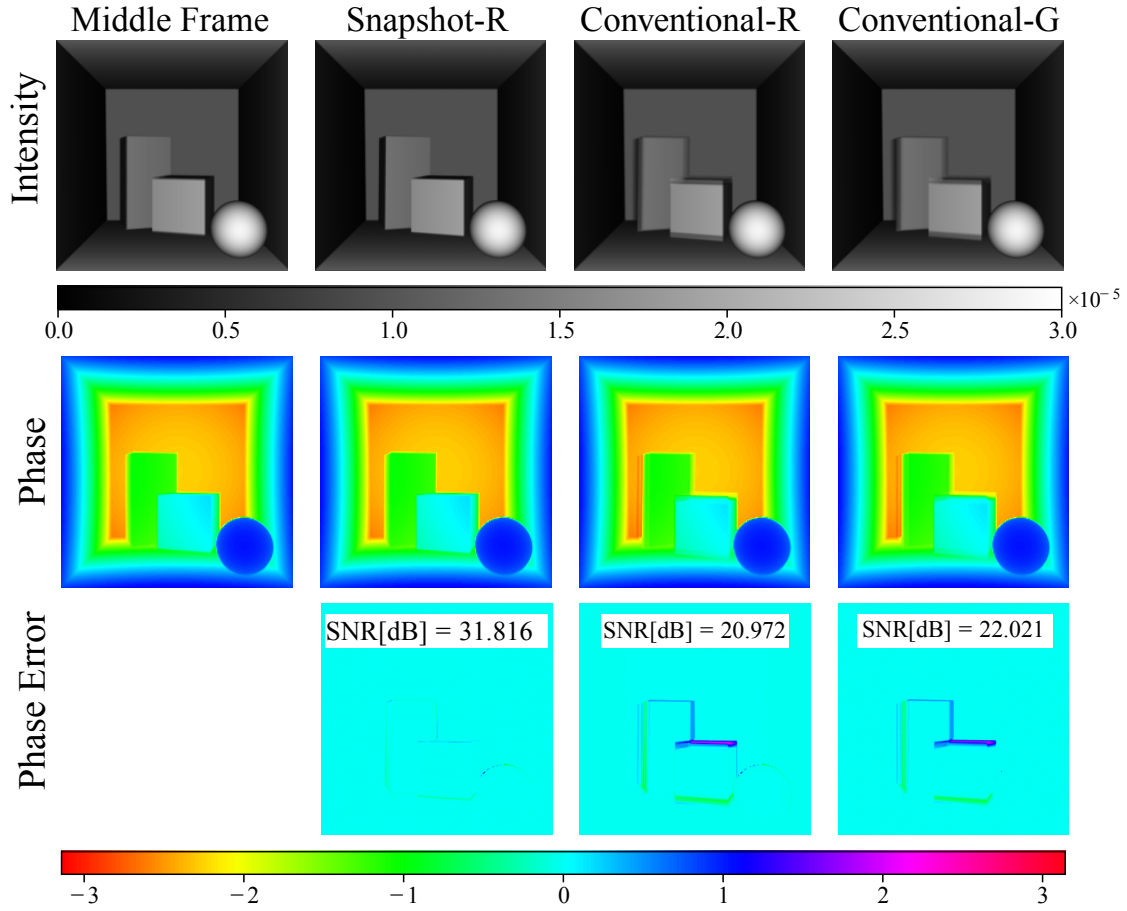 Middle Frame Snapshot-R Conventional-R Conventional-G
Intensity
×10⁻⁵
0.0 0.5 1.0 1.5 2.0 2.5 3.0
Phase
Phase Error
SNR[dB] = 31.816 SNR[dB] = 20.972 SNR[dB] = 22.021
−3 −2 −1 0 1 2 3